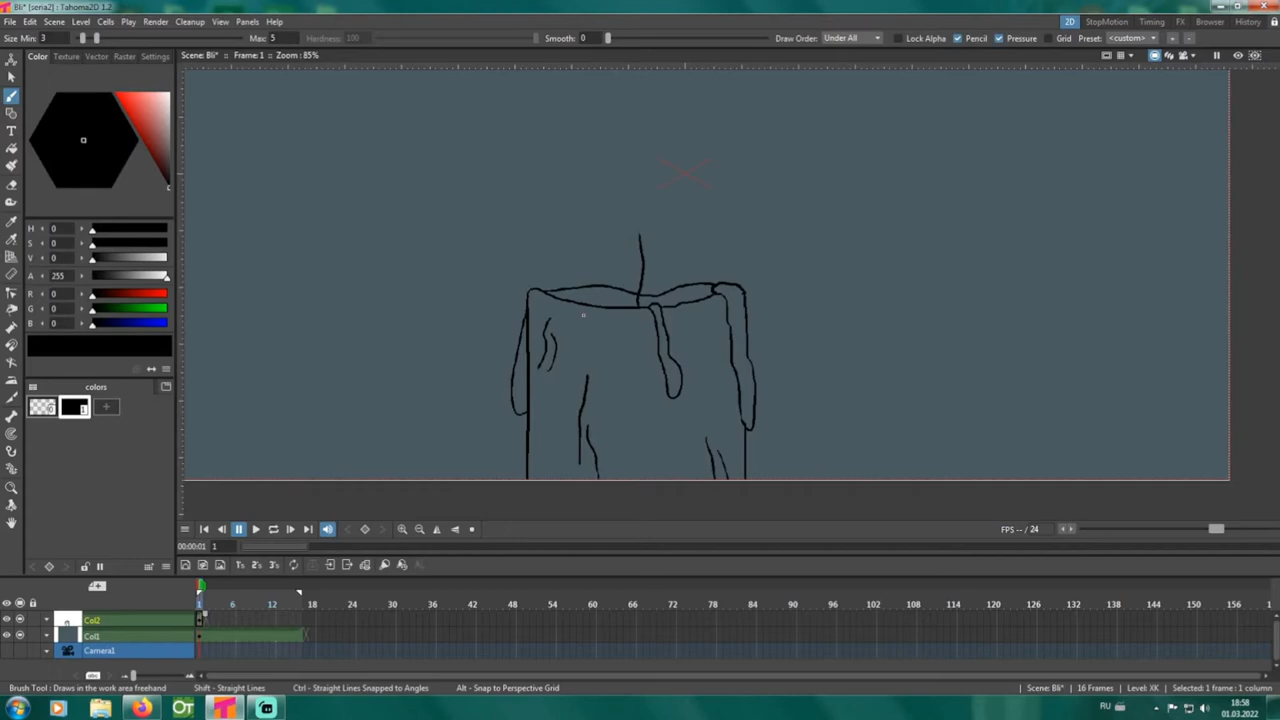 Bli* [seria2] : Tahoma2D 1.2
File Edit Scene Level Cells Play Render Cleanup View Panels Help
2D StopMotion Timing FX Browser History
Size Min: 3 Max: 5 Hardness: 100 Smooth: 0 Draw Order: Under All Lock Alpha Pencil Pressure Grid Preset: <custom>
Color Texture Vector Raster Settings
Scene: Bli* :: Frame: 1 :: Zoom : 85%
H 0
S 0
V 0
A 255
R 0
G 0
B 0
colors
0 1 +
FPS -- / 24
00:00:01 1
1's 2's 3's
1 6 12 18 24 30 36 42 48 54 60 66 72 78 84 90 96 102 108 114 120 126 132 138 144 150 156
Col2
Col1
Camera1
Brush Tool : Draws in the work area freehand Shift - Straight Lines Ctrl - Straight Lines Snapped to Angles Alt - Snap to Perspective Grid Scene: Bli* | 16 Frames | Level: XK | Selected: 1 frame : 1 column
RU 18:58
01.03.2022